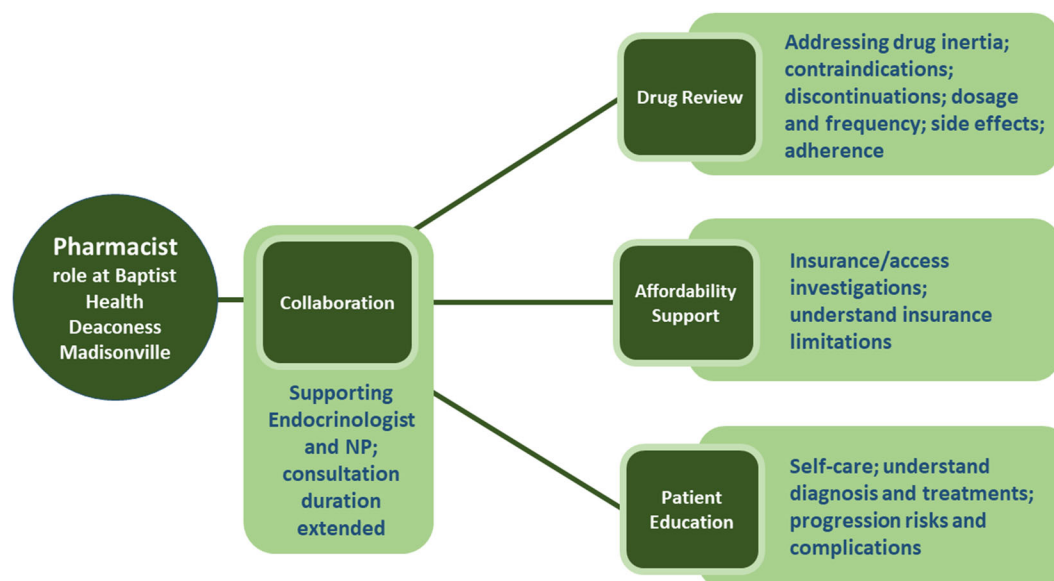 Pharmacist
role at Baptist
Health
Deaconess
Madisonville
Collaboration
Supporting
Endocrinologist
and NP;
consultation
duration
extended
Drug Review
Addressing drug inertia;
contraindications;
discontinuations; dosage
and frequency; side effects;
adherence
Affordability
Support
Insurance/access
investigations;
understand insurance
limitations
Patient
Education
Self-care; understand
diagnosis and treatments;
progression risks and
complications